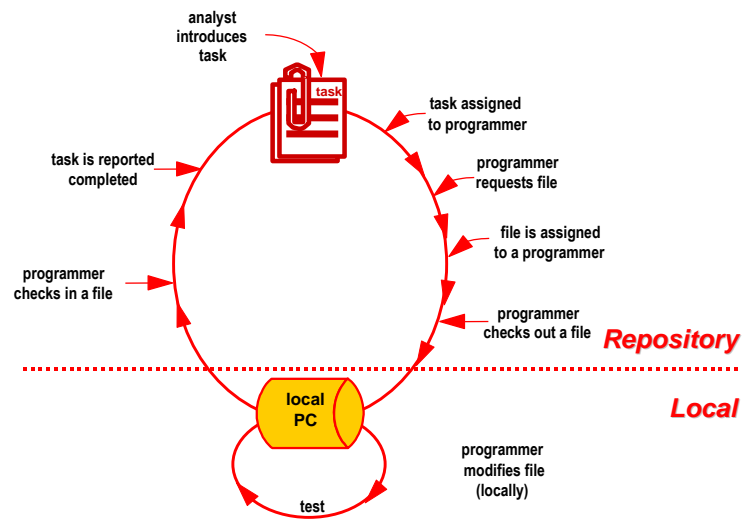 analyst
introduces
task
task
task assigned
to programmer
programmer
requests file
file is assigned
to a programmer
programmer
checks out a file
Repository
task is reported
completed
programmer
checks in a file
local
PC
Local
programmer
modifies file
(locally)
test